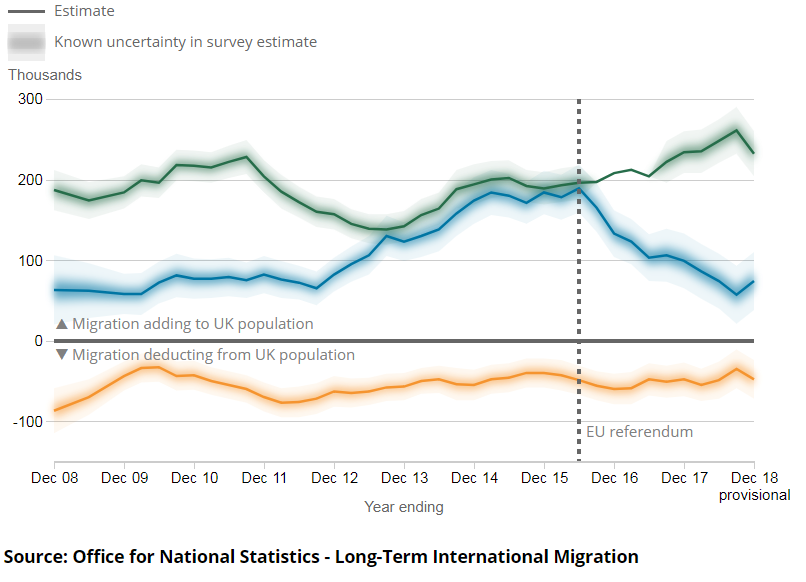 Estimate
Known uncertainty in survey estimate
Thousands
300
200
100
▲ Migration adding to UK population
0
▼ Migration deducting from UK population
-100
EU referendum
Dec 08 Dec 09 Dec 10 Dec 11 Dec 12 Dec 13 Dec 14 Dec 15 Dec 16 Dec 17 Dec 18
provisional
Year ending
Source: Office for National Statistics - Long-Term International Migration